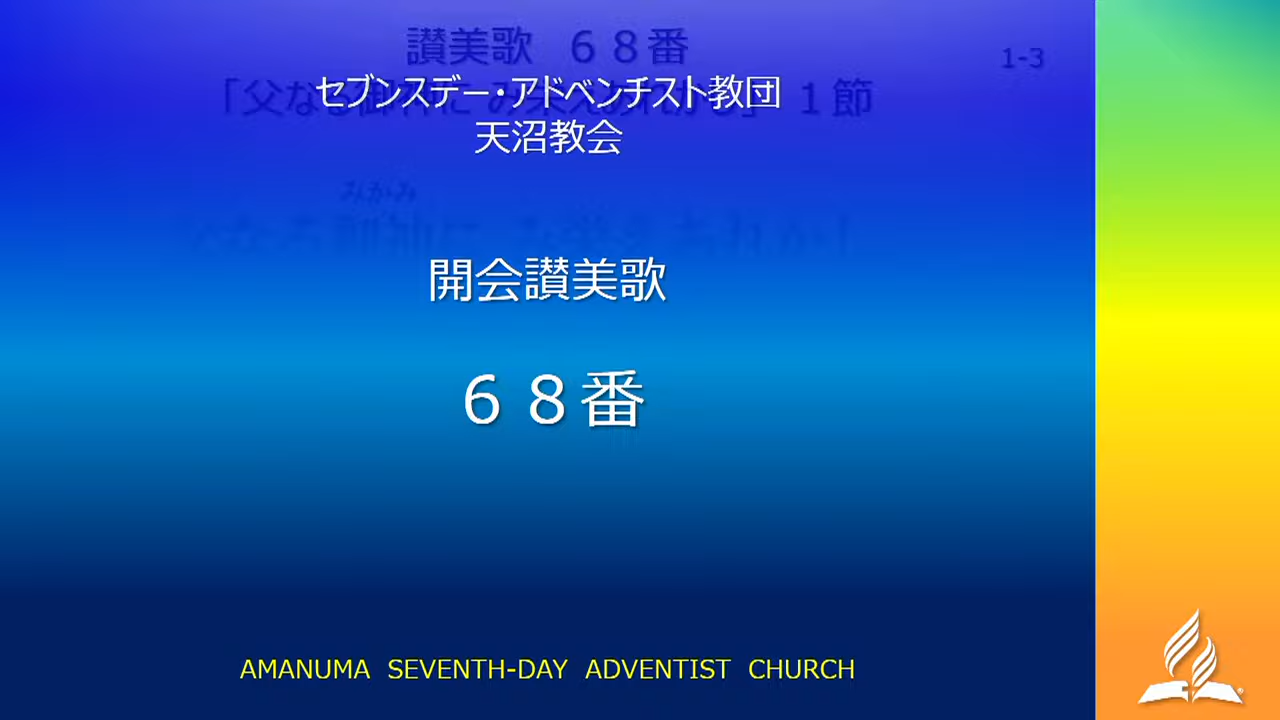 讃美歌　６８番
1-3
セブンスデー・アドベンチスト教団
１節
天沼教会
みかみ
開会讃美歌
６８番
AMANUMA SEVENTH-DAY ADVENTIST CHURCH